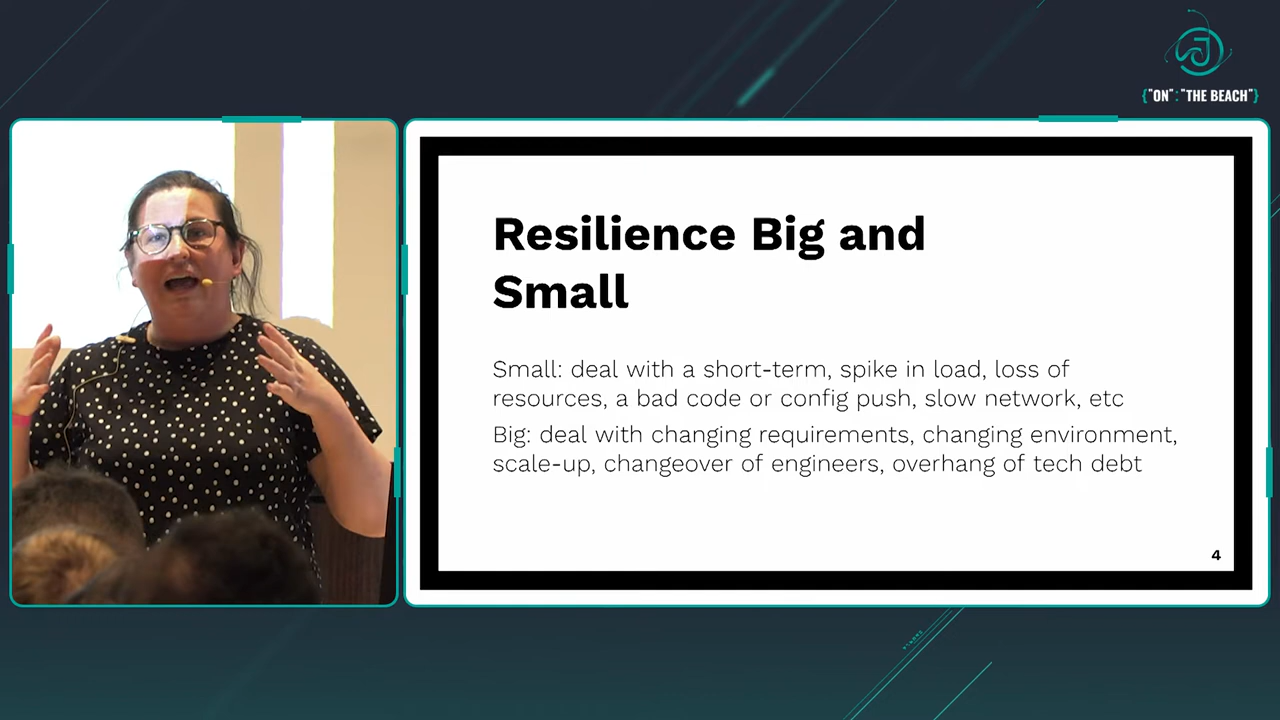 {"ON":"THE BEACH"}
Resilience Big and
Small
Small: deal with a short-term, spike in load, loss of
resources, a bad code or config push, slow network, etc
Big: deal with changing requirements, changing environment,
scale-up, changeover of engineers, overhang of tech debt
4